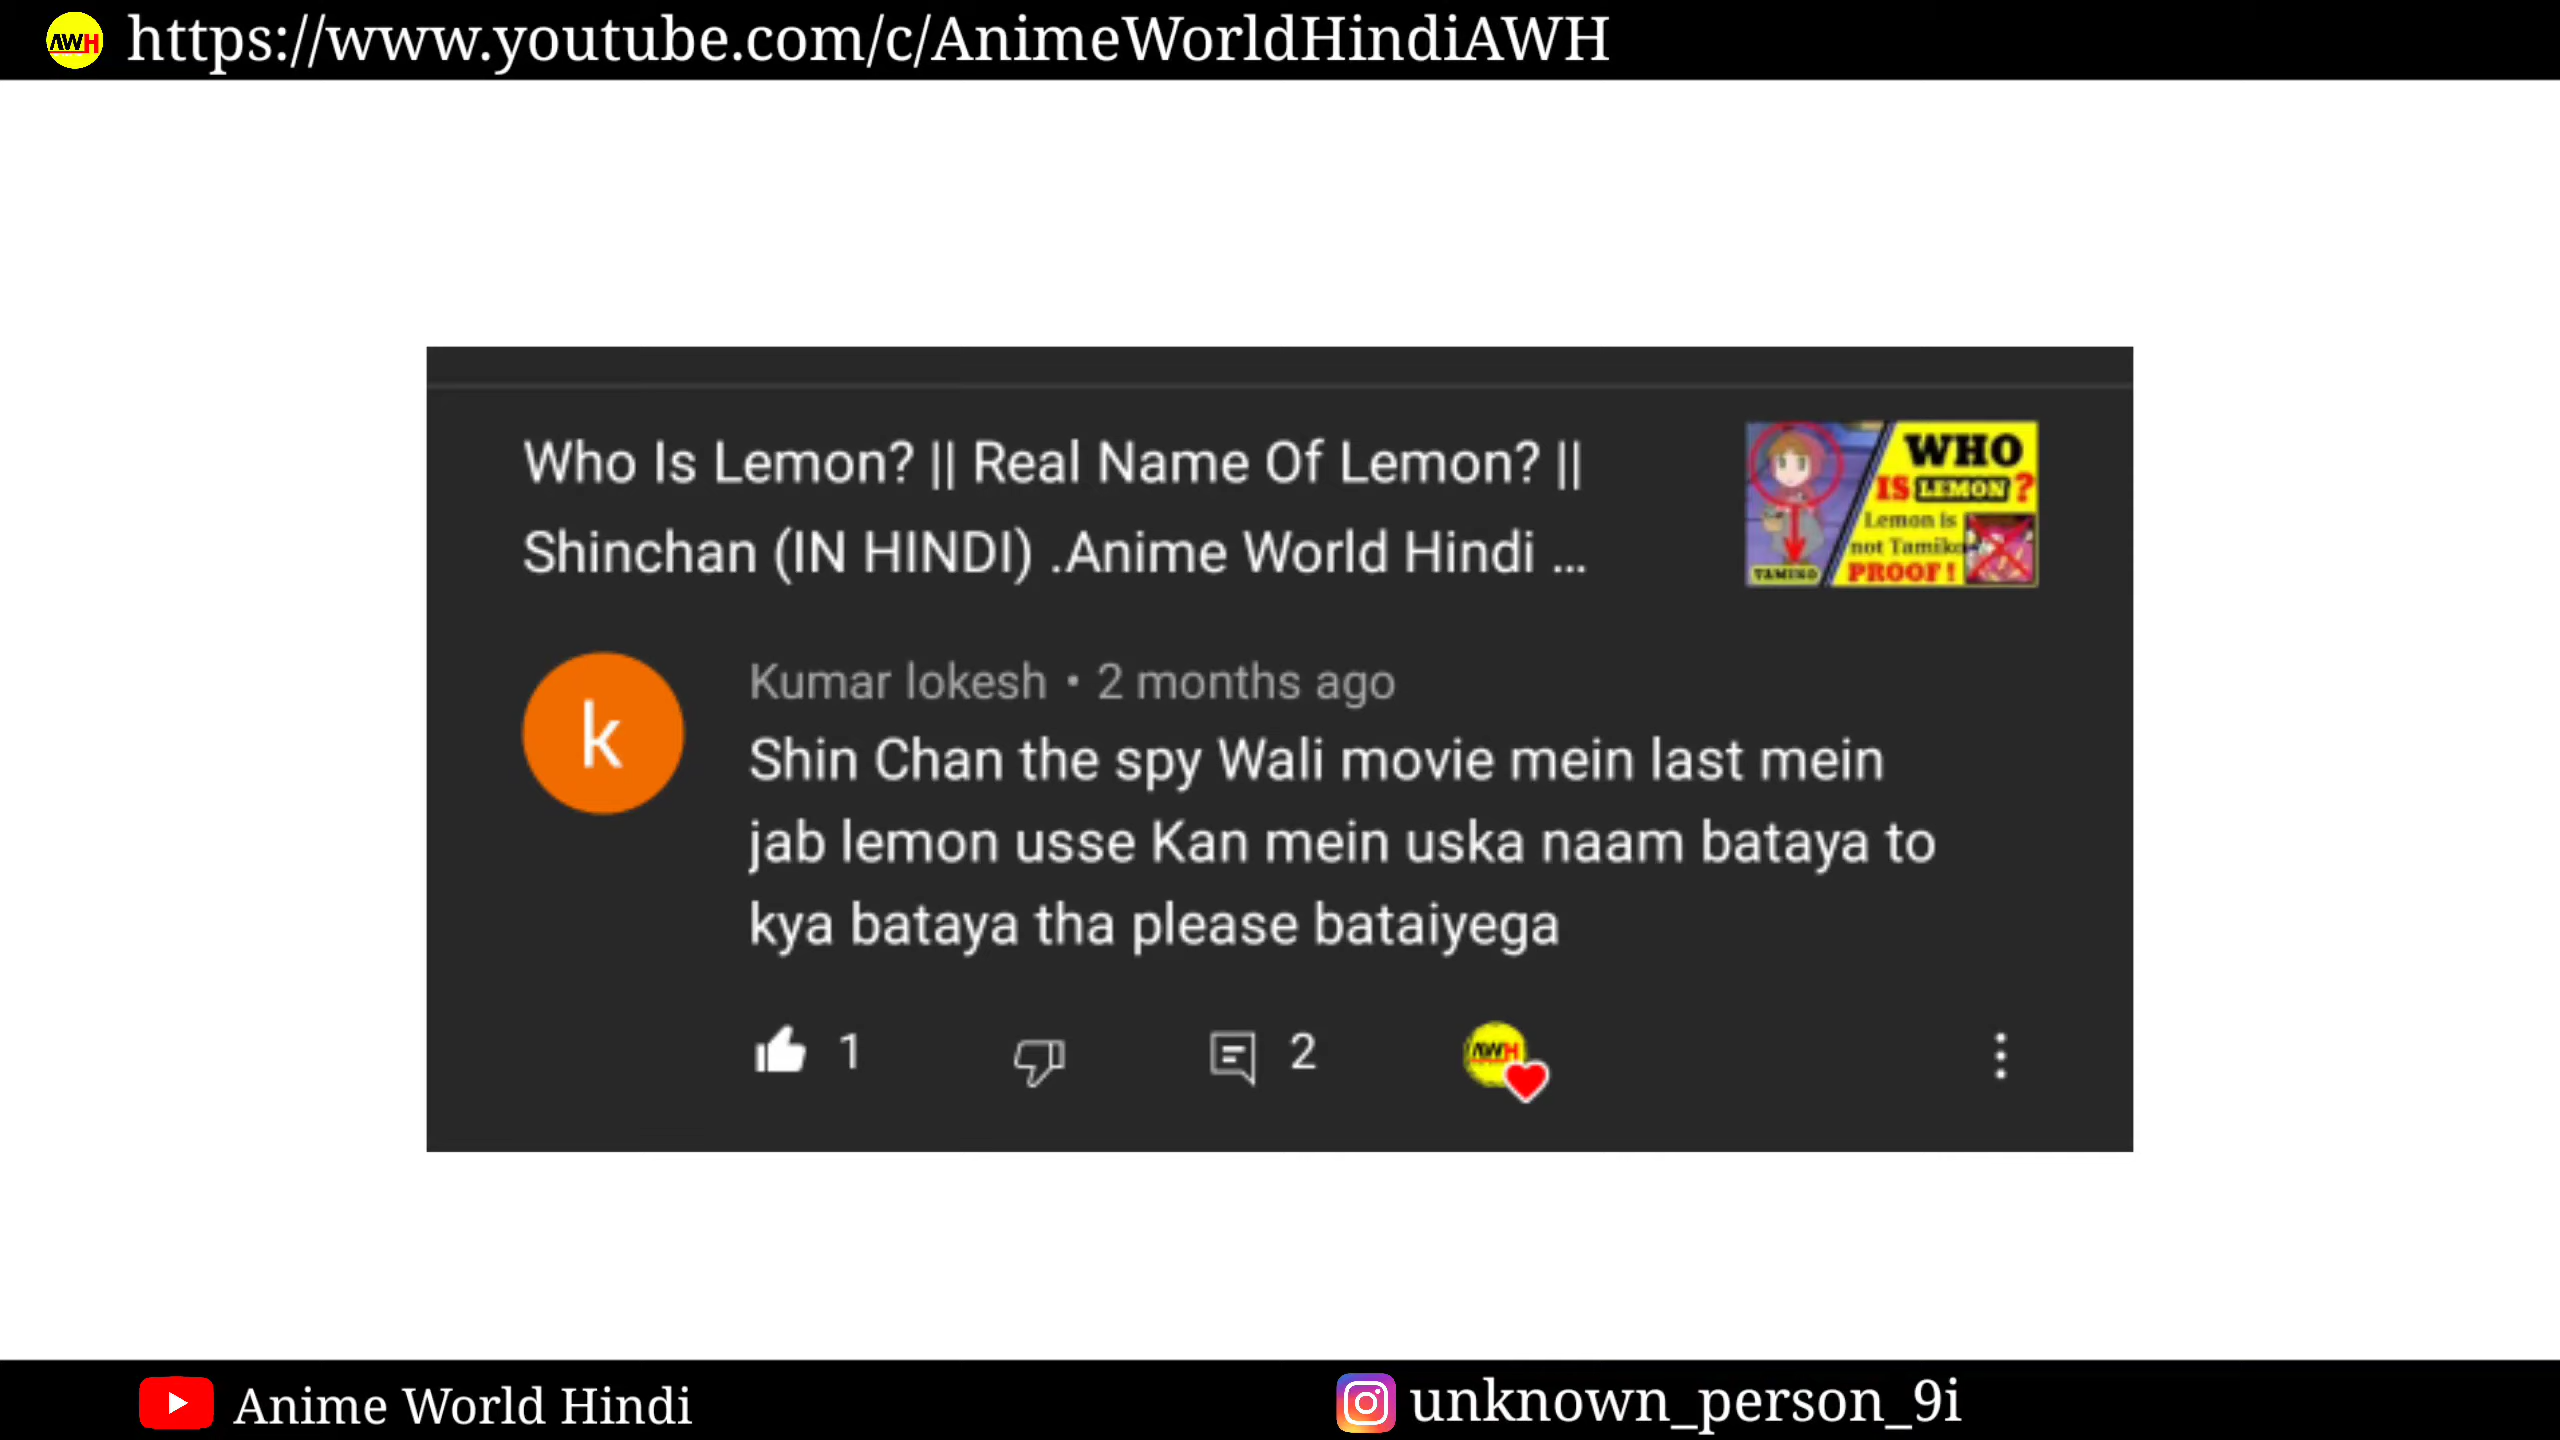 AWH https://www.youtube.com/c/AnimeWorldHindiAWH
Who Is Lemon? || Real Name Of Lemon? ||
Shinchan (IN HINDI) .Anime World Hindi ...
WHO
IS LEMON ?
Lemon is
not Tamiko
PROOF !
TAMIKO
k
Kumar lokesh • 2 months ago
Shin Chan the spy Wali movie mein last mein
jab lemon usse Kan mein uska naam bataya to
kya bataya tha please bataiyega
1 2 AWH
Anime World Hindi unknown_person_9i